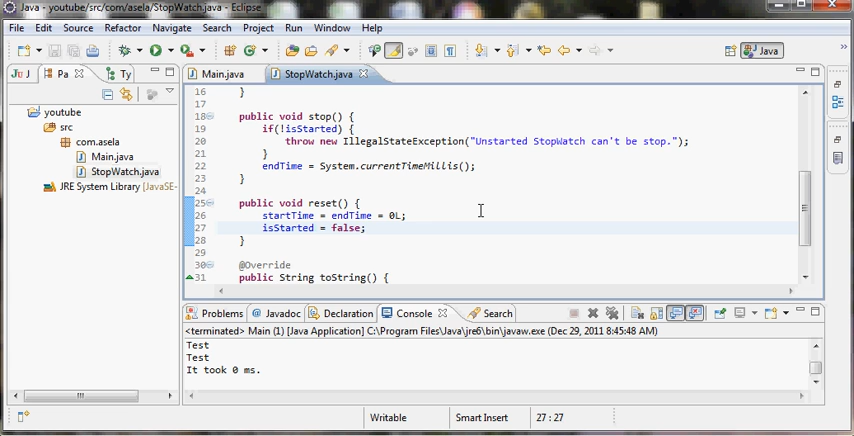 Java - youtube/src/com/asela/StopWatch.java - Eclipse
File Edit Source Refactor Navigate Search Project Run Window Help
Java
Ju J Pa Ty
Main.java StopWatch.java
youtube
src
com.asela
Main.java
StopWatch.java
JRE System Library [JavaSE-
16 }
17
18 public void stop() {
19 if(!isStarted) {
20 throw new IllegalStateException("Unstarted StopWatch can't be stop.");
21 }
22 endTime = System.currentTimeMillis();
23 }
24
25 public void reset() {
26 startTime = endTime = 0L;
27 isStarted = false;
28 }
29
30 @Override
31 public String toString() {
Problems @ Javadoc Declaration Console Search
<terminated> Main (1) [Java Application] C:\Program Files\Java\jre6\bin\javaw.exe (Dec 29, 2011 8:45:48 AM)
Test
Test
It took 0 ms.
Writable Smart Insert 27 : 27